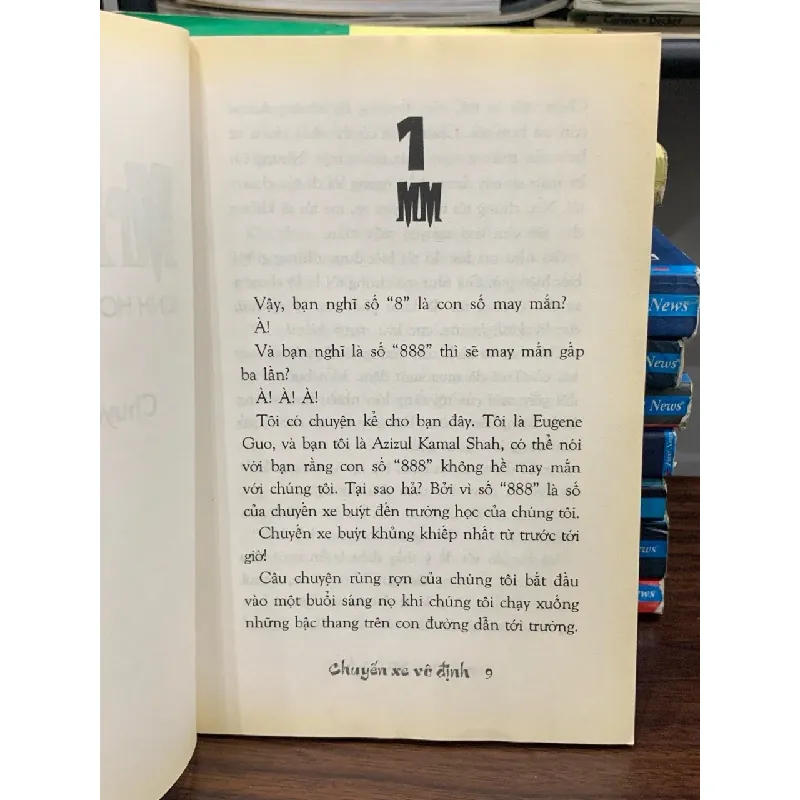 1
MM
Vậy, bạn nghĩ số “8” là con số may mắn?
À!
Và bạn nghĩ là số “888” thì sẽ may mắn gấp
ba lần?
À! À! À!
Tôi có chuyện kể cho bạn đây. Tôi là Eugene
Guo, và bạn tôi là Azizul Kamal Shah, có thể nói
với bạn rằng con số “888” không hề may mắn
với chúng tôi. Tại sao hả? Bởi vì số “888” là số
của chuyến xe buýt đến trường học của chúng tôi.
Chuyến xe buýt khủng khiếp nhất từ trước tới
giờ!
Câu chuyện rùng rợn của chúng tôi bắt đầu
vào một buổi sáng nọ khi chúng tôi chạy xuống
những bậc thang trên con đường dẫn tới trường.
Chuyến xe vô định 9
Carlson • Decker
News
News
News
News